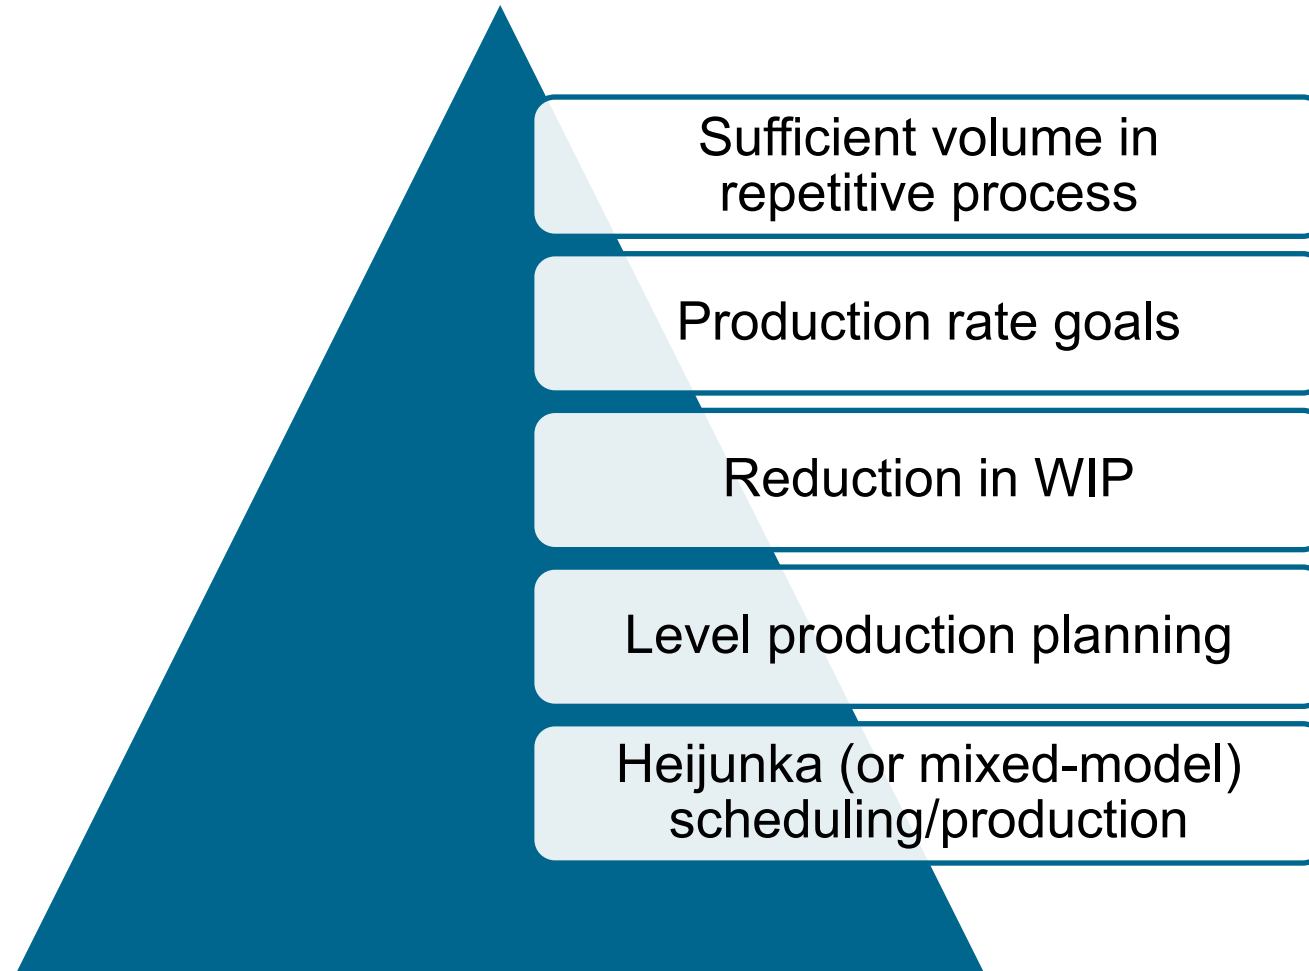 Sufficient volume in
repetitive process
Production rate goals
Reduction in WIP
Level production planning
Heijunka (or mixed-model)
scheduling/production